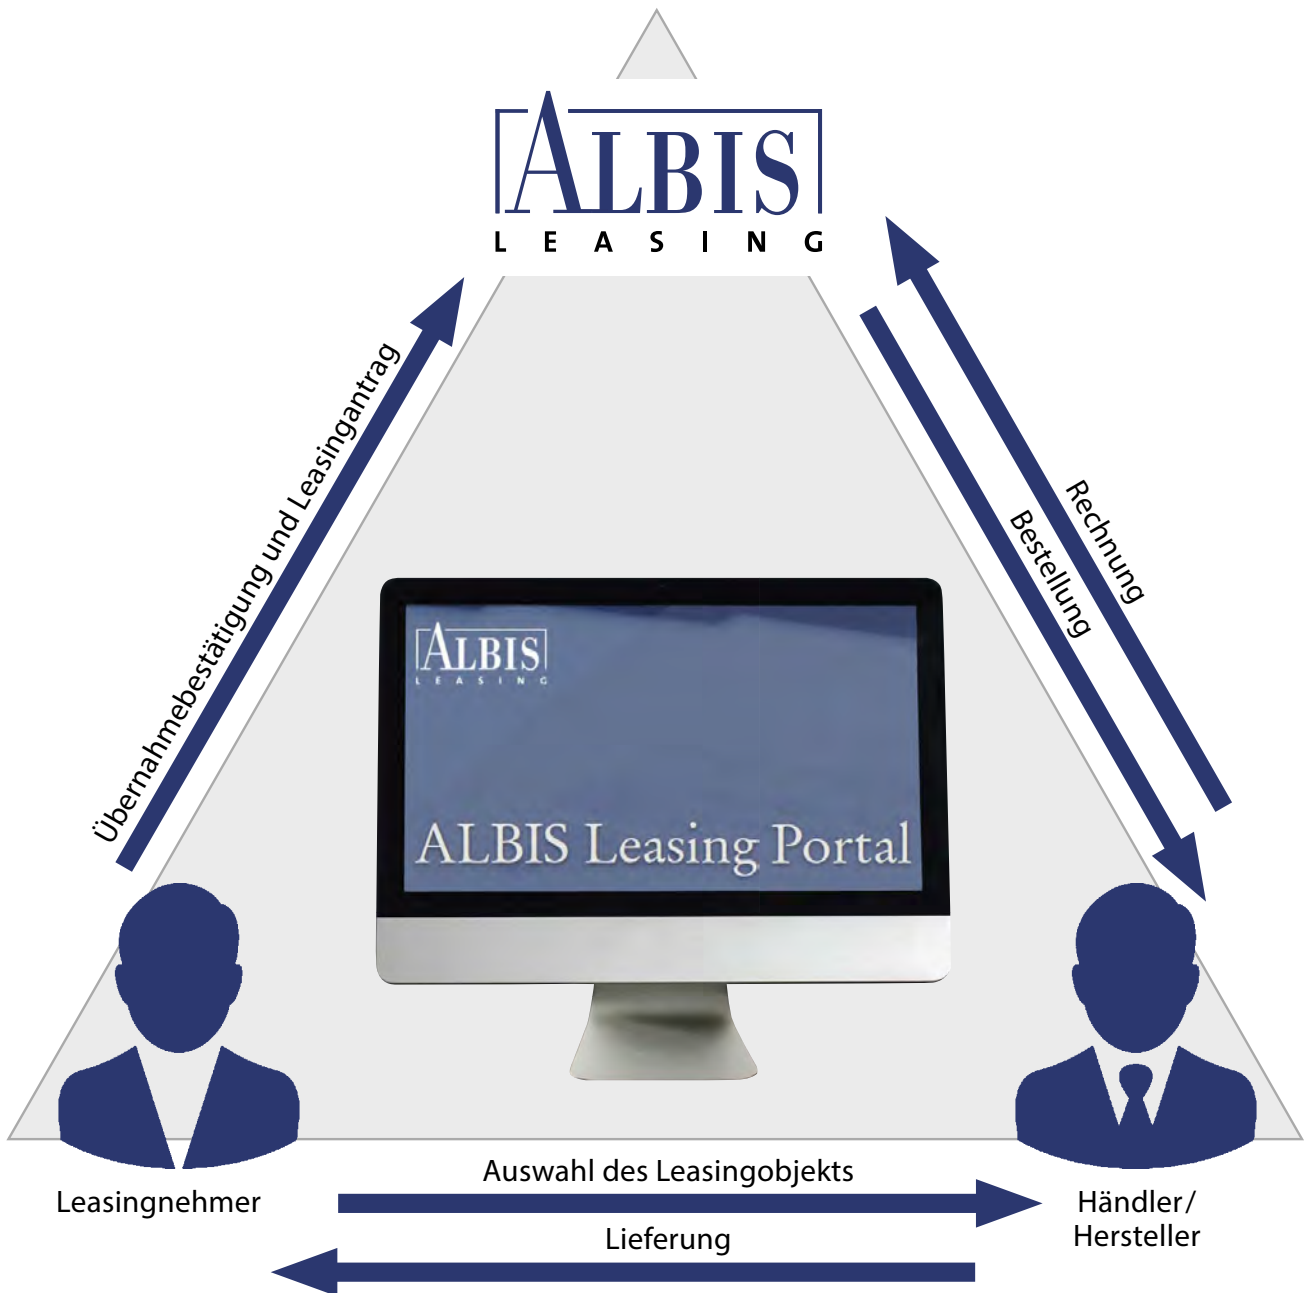 ALBIS
LEASING
Übernahmebestätigung und Leasingantrag
Rechnung
Bestellung
ALBIS
LEASING
ALBIS Leasing Portal
Auswahl des Leasingobjekts
Leasingnehmer
Händler/
Hersteller
Lieferung